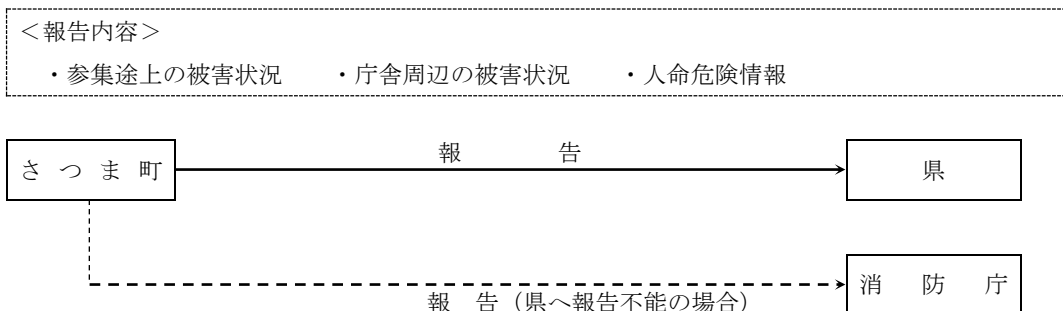 ＜報告内容＞
・参集途上の被害状況　　・庁舎周辺の被害状況　　・人命危険情報
報　　　告
さ つ ま 町
県
消　防　庁
報　告（県へ報告不能の場合）